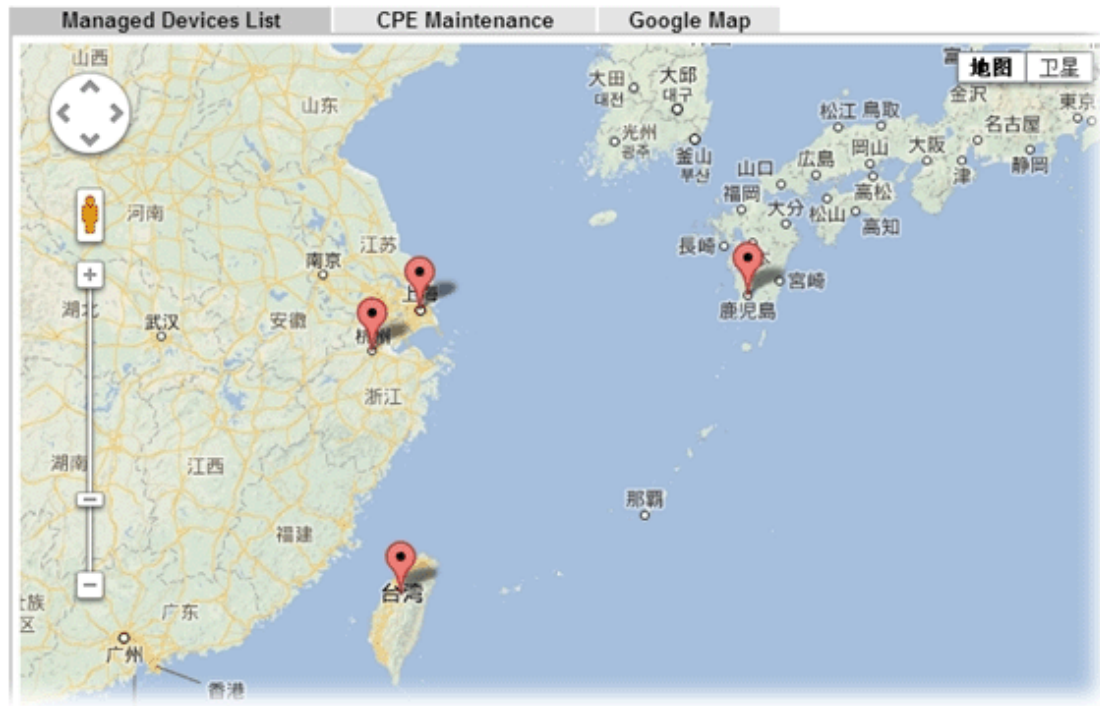 Managed Devices List
CPE Maintenance
Google Map
山西
大田
대전
大邱
대구
地图
卫星
金沢
東京
山东
松江
鳥取
名古屋
光州
광주
釜山
부산
広島
岡山
大阪
津
静岡
山口
福岡
高松
大分
松山
高知
河南
江苏
長崎
南京
上海
宮崎
鹿児島
湖北
武汉
安徽
杭州
浙江
湖南
江西
那覇
福建
台湾
族
区
广东
广州
香港